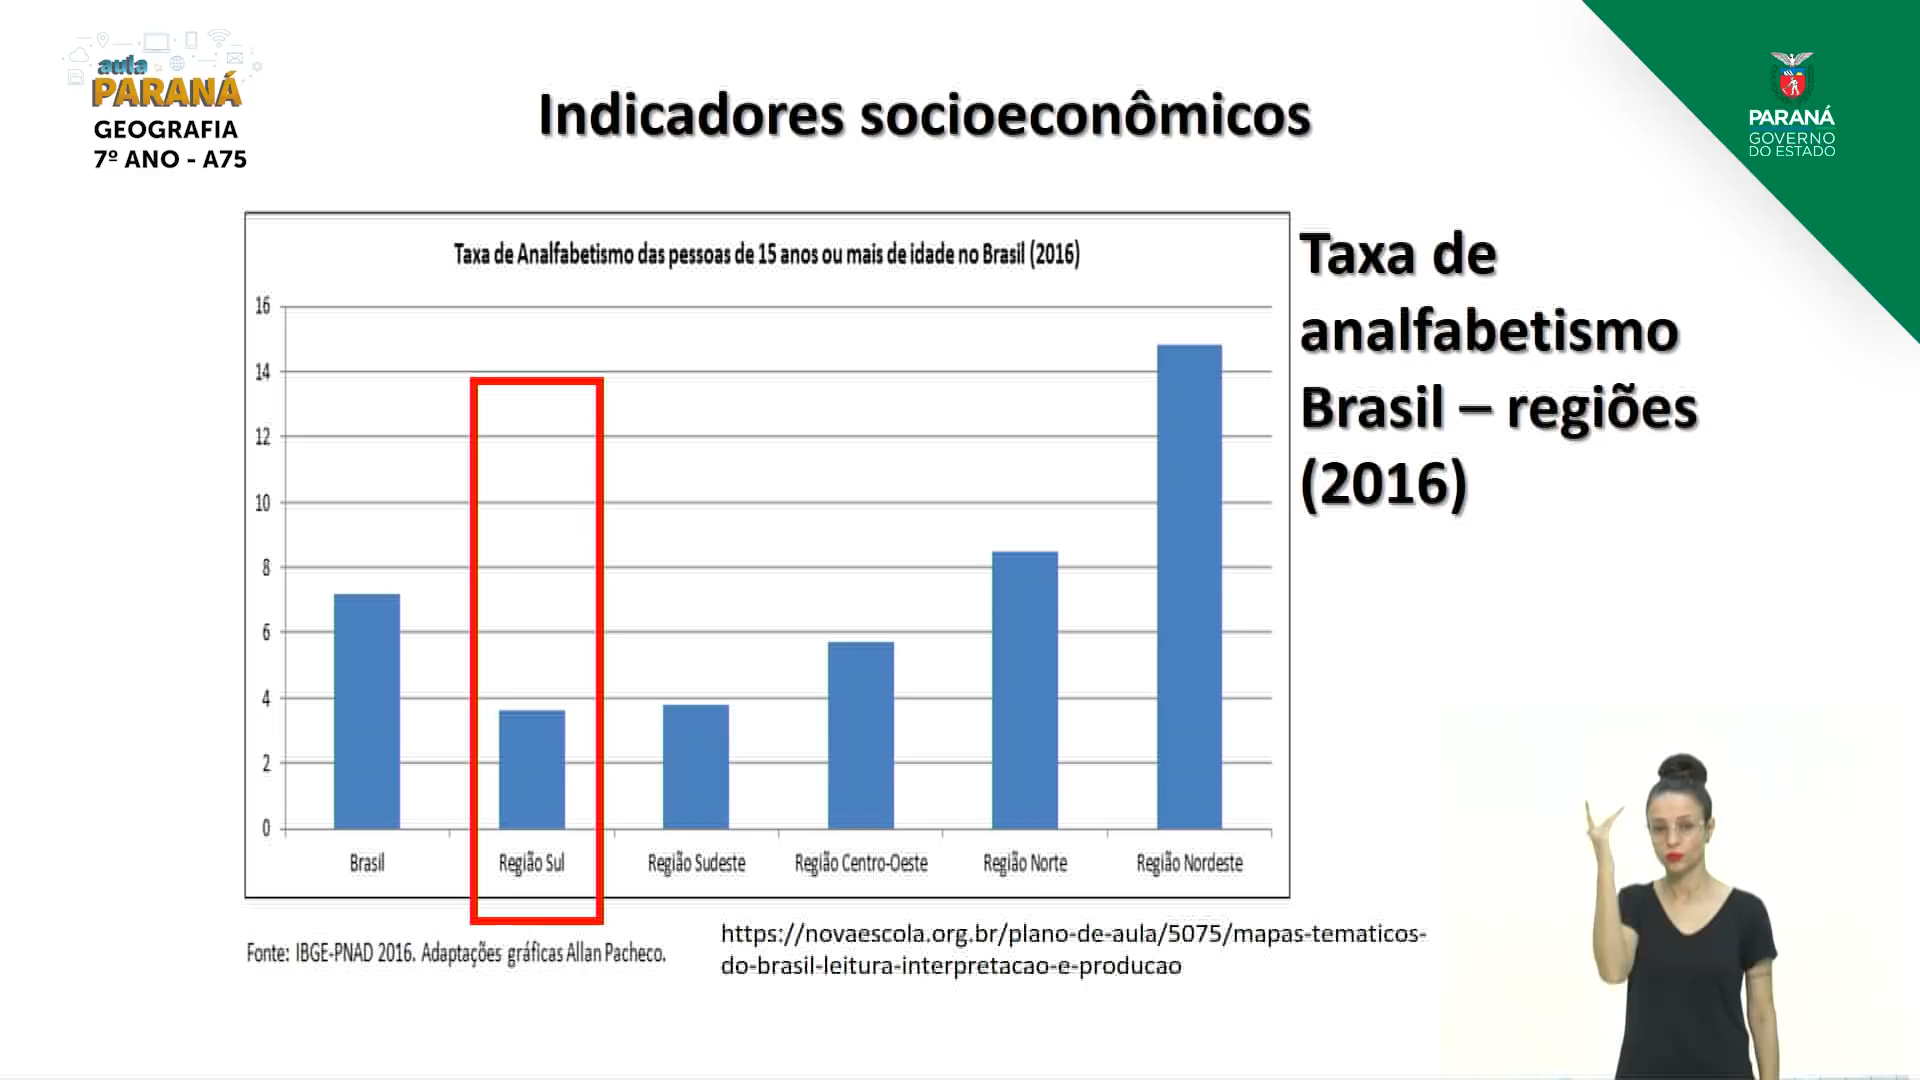 aula
PARANÁ
GEOGRAFIA
7º ANO - A75
Indicadores socioeconômicos
PARANÁ
GOVERNO
DO ESTADO
Taxa de Analfabetismo das pessoas de 15 anos ou mais de idade no Brasil (2016)
16
14
12
10
8
6
4
2
0
Brasil
Região Sul
Região Sudeste
Região Centro-Oeste
Região Norte
Região Nordeste
Taxa de
analfabetismo
Brasil – regiões
(2016)
Fonte: IBGE-PNAD 2016. Adaptações gráficas Allan Pacheco.
https://novaescola.org.br/plano-de-aula/5075/mapas-tematicos-
do-brasil-leitura-interpretacao-e-producao